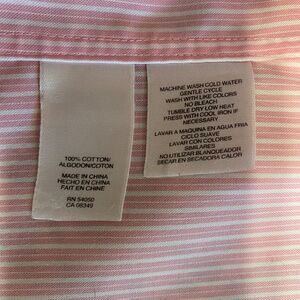 100% COTTON/
ALGODON/COTON
MADE IN CHINA
HECHO EN CHINA
FAIT EN CHINE
RN 54050
CA 08349
MACHINE WASH COLD WATER
GENTLE CYCLE
WASH WITH LIKE COLORS
NO BLEACH
TUMBLE DRY LOW HEAT
PRESS WITH COOL IRON IF
NECESSARY
LAVAR A MAQUINA EN AGUA FRIA
CICLO SUAVE
LAVAR CON COLORES
SIMILARES
NO UTILIZAR BLANQUEADOR
SECAR EN SECADORA CALOR